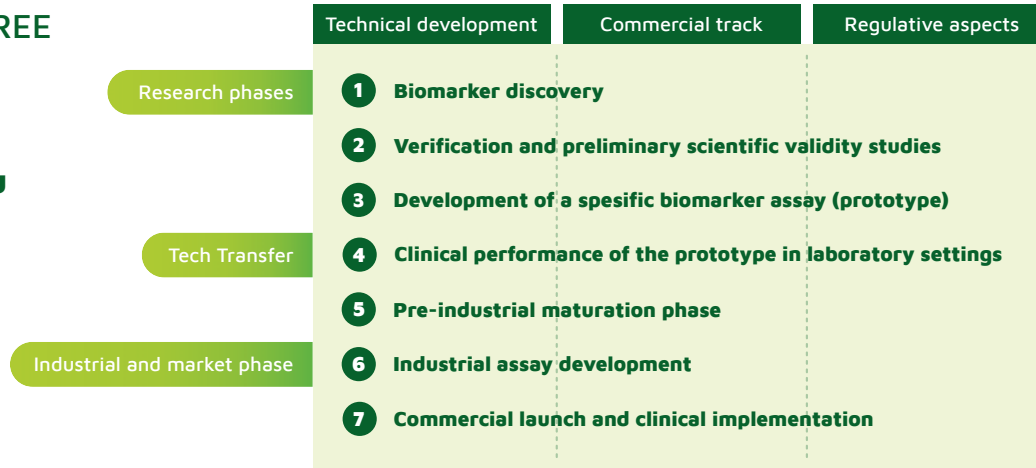 REE
Technical development
Commercial track
Regulative aspects
Research phases
1 Biomarker discovery
2 Verification and preliminary scientific validity studies
3 Development of a spesific biomarker assay (prototype)
Tech Transfer
4 Clinical performance of the prototype in laboratory settings
5 Pre-industrial maturation phase
Industrial and market phase
6 Industrial assay development
7 Commercial launch and clinical implementation